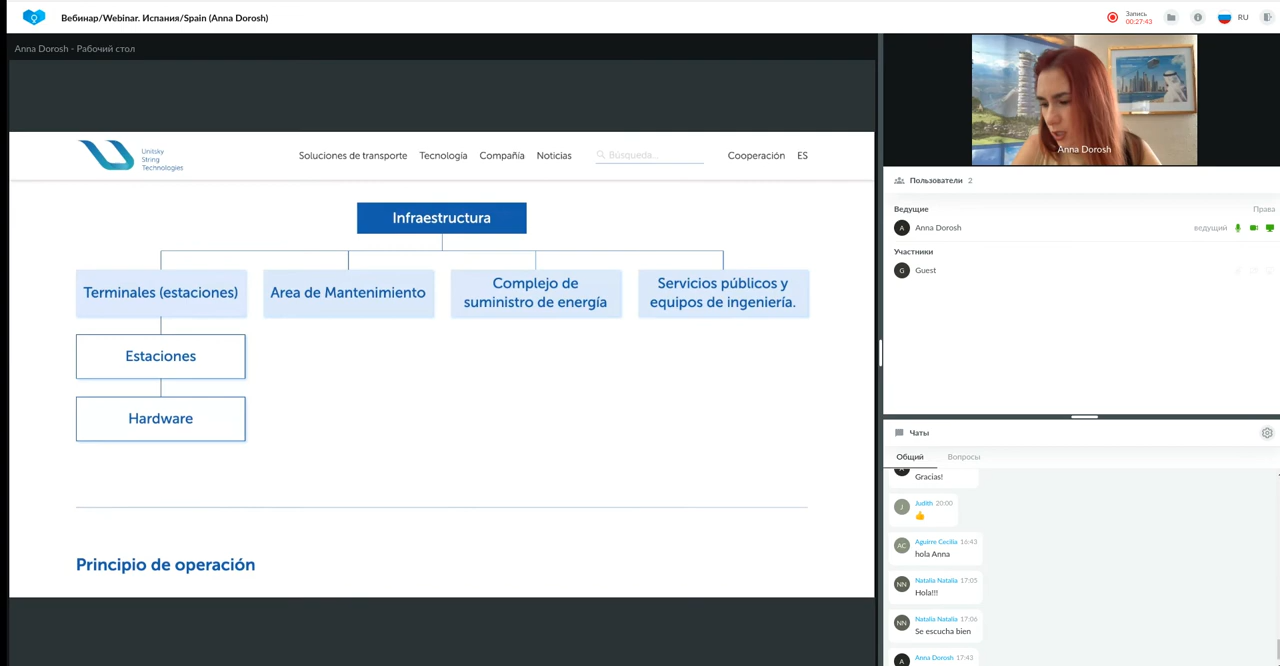 Вебинар/Webinar. Испания/Spain (Anna Dorosh)
Запись
00:27:43
RU
Anna Dorosh - Рабочий стол
Unitsky
String
Technologies
Soluciones de transporte Tecnología Compañía Noticias Búsqueda... Cooperación ES
Infraestructura
Terminales (estaciones)
Area de Mantenimiento
Complejo de
suministro de energía
Servicios públicos y
equipos de ingeniería.
Estaciones
Hardware
Principio de operación
Anna Dorosh
Пользователи 2
Ведущие Права
A Anna Dorosh ведущий
Участники
G Guest
Чаты
Общий Вопросы
A
Gracias!
J Judith 20:00
AC Aguirre Cecilia 16:43
hola Anna
NN Natalia Natalia 17:05
Hola!!!
NN Natalia Natalia 17:06
Se escucha bien
A Anna Dorosh 17:43